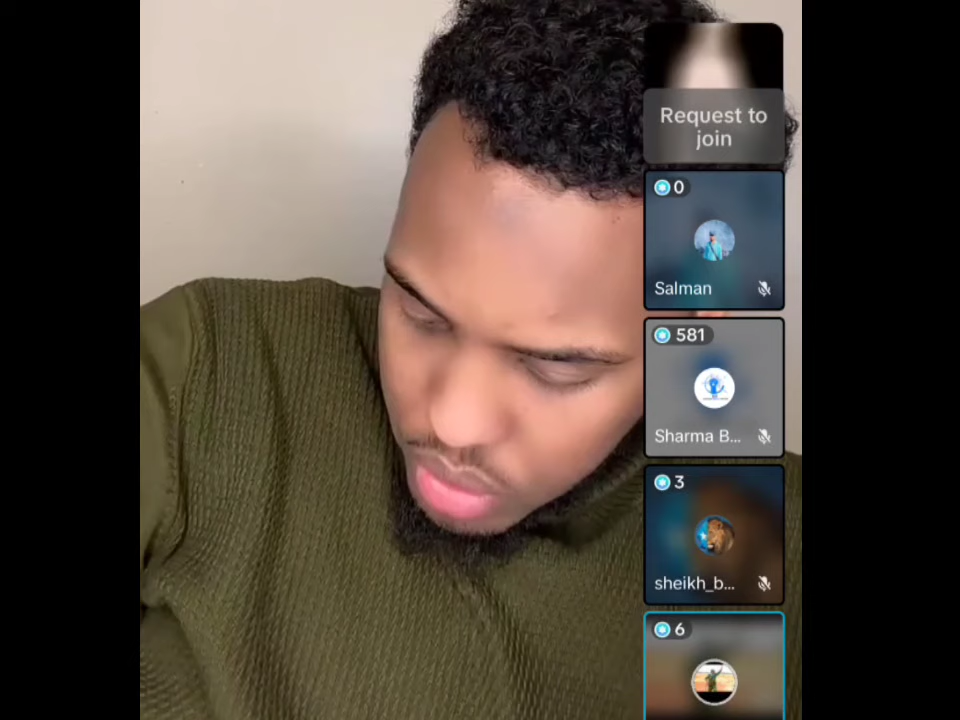 Request to
join
0
Salman
581
Sharma B...
3
sheikh_b...
6